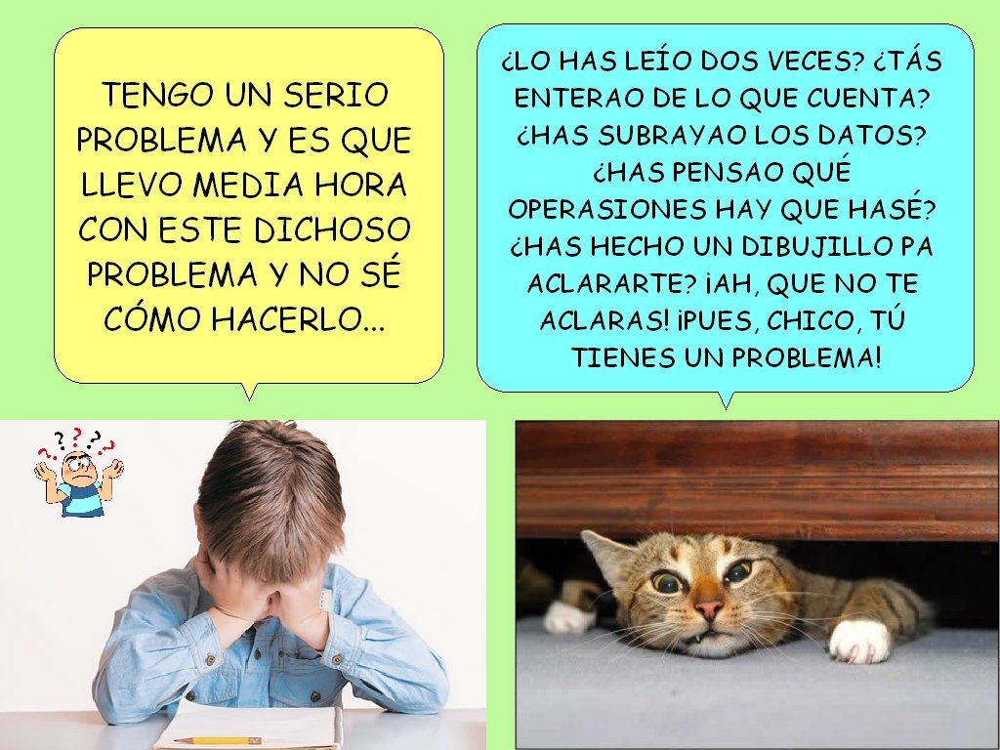 TENGO UN SERIO
PROBLEMA Y ES QUE
LLEVO MEDIA HORA
CON ESTE DICHOSO
PROBLEMA Y NO SÉ
CÓMO HACERLO...
¿LO HAS LEÍO DOS VECES? ¿TÁS
ENTERAO DE LO QUE CUENTA?
¿HAS SUBRAYAO LOS DATOS?
¿HAS PENSAO QUÉ
OPERASIONES HAY QUE HASÉ?
¿HAS HECHO UN DIBUJILLO PA
ACLARARTE? ¡AH, QUE NO TE
ACLARAS! ¡PUES, CHICO, TÚ
TIENES UN PROBLEMA!
? ? ? ? ?